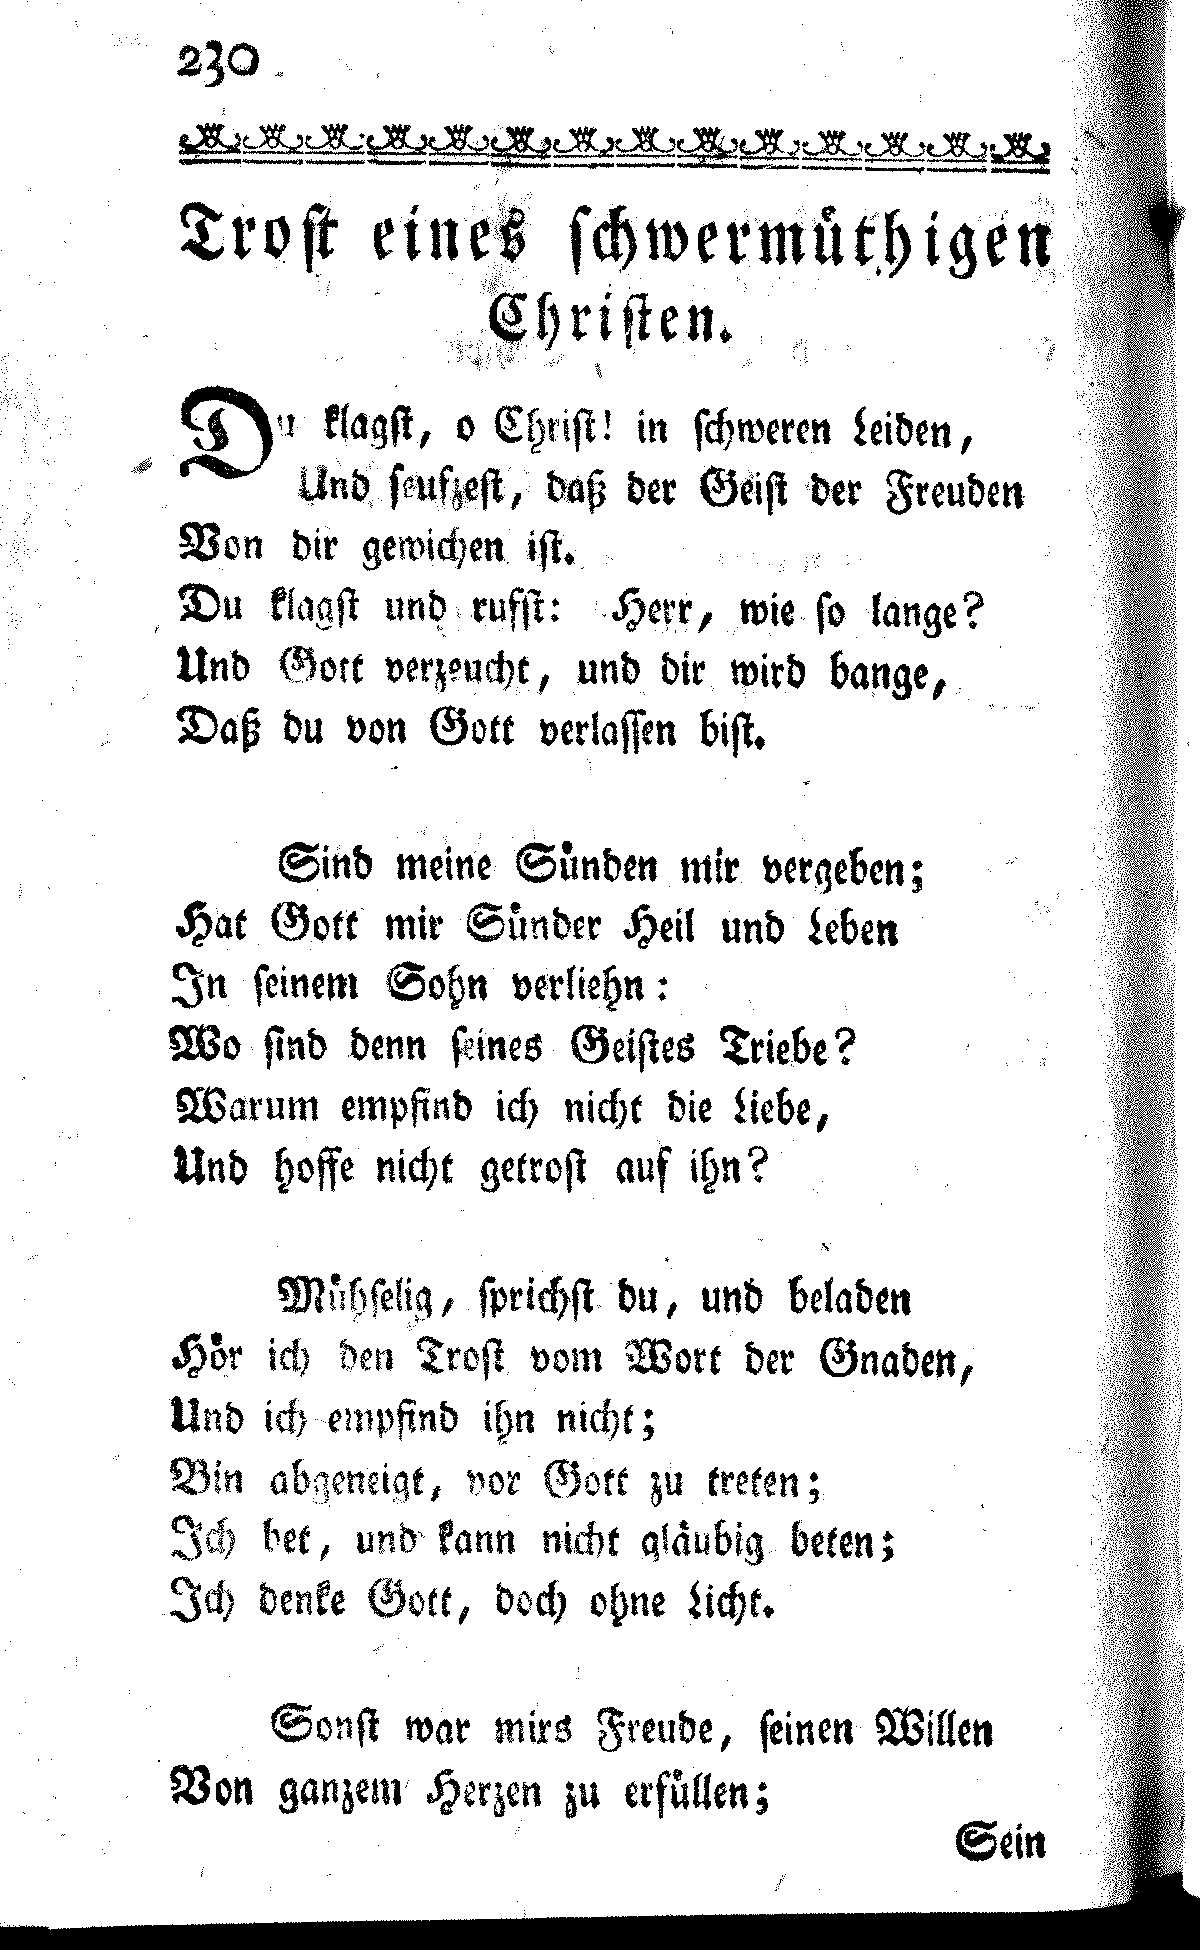 230
Troſt eines ſchwermüthigen
Chriſten.
Du klagſt, o Chriſt! in ſchweren Leiden,
Und ſeufzeſt, daß der Geiſt der Freuden
Von dir gewichen iſt.
Du klagſt und rufſt: Herr, wie ſo lange?
Und Gott verzeucht, und dir wird bange,
Daß du von Gott verlaſſen biſt.
Sind meine Sünden mir vergeben;
Hat Gott mir Sünder Heil und Leben
In ſeinem Sohn verliehn:
Wo ſind denn ſeines Geiſtes Triebe?
Warum empfind ich nicht die Liebe,
Und hoffe nicht getroſt auf ihn?
Mühſelig, ſprichſt du, und beladen
Hör ich den Troſt vom Wort der Gnaden,
Und ich empfind ihn nicht;
Bin abgeneigt, vor Gott zu treten;
Ich bet, und kann nicht gläubig beten;
Ich denke Gott, doch ohne Licht.
Sonſt war mirs Freude, ſeinen Willen
Von ganzem Herzen zu erfüllen;
Sein